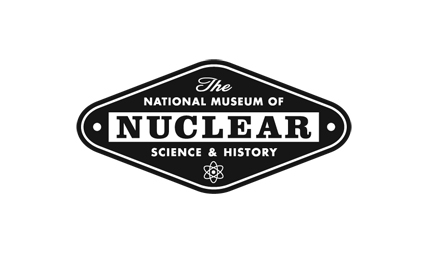 The
NATIONAL MUSEUM OF
NUCLEAR
SCIENCE & HISTORY